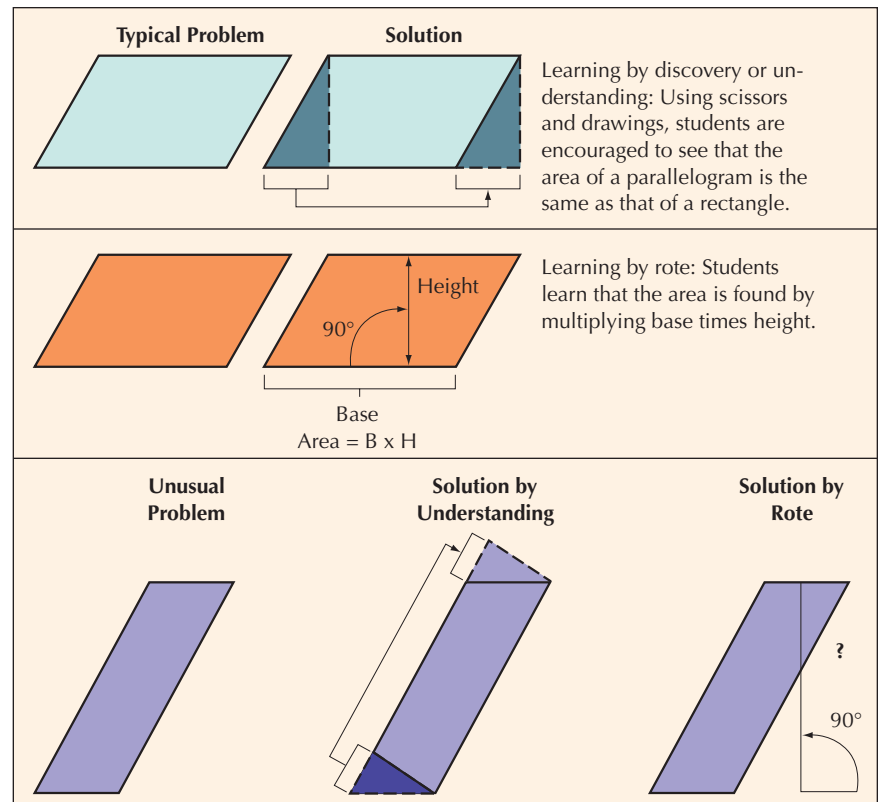 Typical Problem
Solution
Learning by discovery or un-
derstanding: Using scissors
and drawings, students are
encouraged to see that the
area of a parallelogram is the
same as that of a rectangle.
Height
90°
Base
Area = B x H
Learning by rote: Students
learn that the area is found by
multiplying base times height.
Unusual
Problem
Solution by
Understanding
Solution by
Rote
?
90°